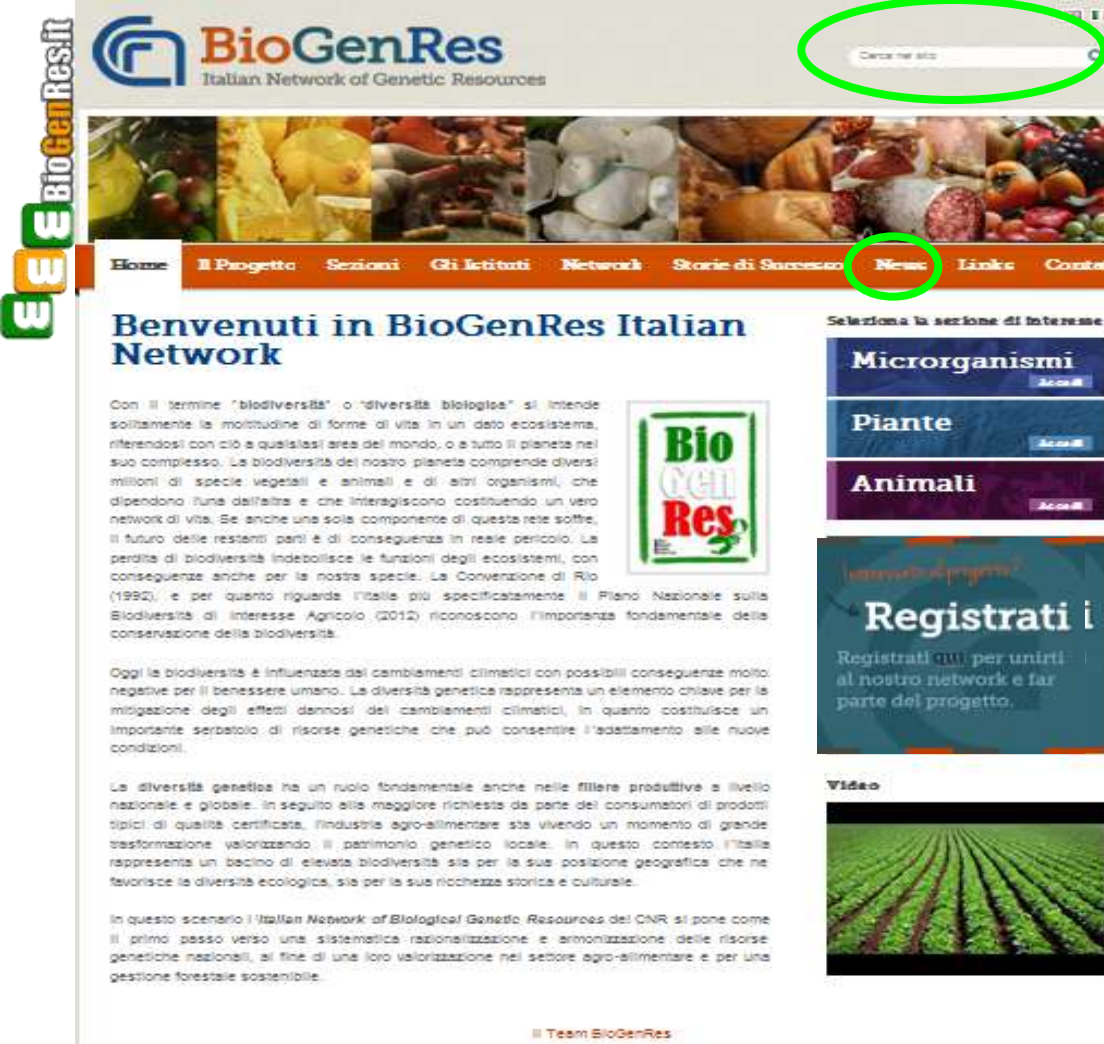 W W W BioGenRes.it
BioGenRes
Italian Network of Genetic Resources
Cerca nel sito
Home Il Progetto Sezioni Gli Istituti Network Storie di Successo News Links Conta
Benvenuti in BioGenRes Italian
Network
Con il termine "biodiversità" o "diversità biologica" si intende
solitamente la moltitudine di forme di vita in un dato ecosistema,
riferendosi con ciò a qualsiasi area del mondo, o a tutto il pianeta nel
suo complesso. La biodiversità del nostro pianeta comprende diversi
milioni di specie vegetali e animali e di altri organismi, che
dipendono l'una dall'altra e che interagiscono costituendo un vero
network di vita. Se anche una sola componente di questa rete soffre,
il futuro delle restanti parti è di conseguenza in reale pericolo. La
perdita di biodiversità indebolisce le funzioni degli ecosistemi, con
conseguenze anche per la nostra specie. La Convenzione di Rio
(1992), e per quanto riguarda l'Italia più specificatamente il Piano Nazionale sulla
Biodiversità di Interesse Agricolo (2012) riconoscono l'importanza fondamentale della
conservazione della biodiversità.
Oggi la biodiversità è influenzata dai cambiamenti climatici con possibili conseguenze molto
negative per il benessere umano. La diversità genetica rappresenta un elemento chiave per la
mitigazione degli effetti dannosi dei cambiamenti climatici, in quanto costituisce un
importante serbatoio di risorse genetiche che può consentire l'adattamento alle nuove
condizioni.
La diversità genetica ha un ruolo fondamentale anche nelle filiere produttive a livello
nazionale e globale. In seguito alla maggiore richiesta da parte dei consumatori di prodotti
tipici di qualità certificata, l'industria agro-alimentare sta vivendo un momento di grande
trasformazione valorizzando il patrimonio genetico locale. In questo contesto l'Italia
rappresenta un bacino di elevata biodiversità sia per la sua posizione geografica che ne
favorisce la diversità ecologica, sia per la sua ricchezza storica e culturale.
In questo scenario l'Italian Network of Biological Genetic Resources del CNR si pone come
il primo passo verso una sistematica razionalizzazione e armonizzazione delle risorse
genetiche nazionali, al fine di una loro valorizzazione nel settore agro-alimentare e per una
gestione forestale sostenibile.
Il Team BioGenRes
Bio
Gen
Res
Seleziona la sezione di interesse
Microrganismi
Accedi
Piante
Accedi
Animali
Accedi
Registrati i
Registrati qui per unirti
al nostro network e far
parte del progetto.
Video